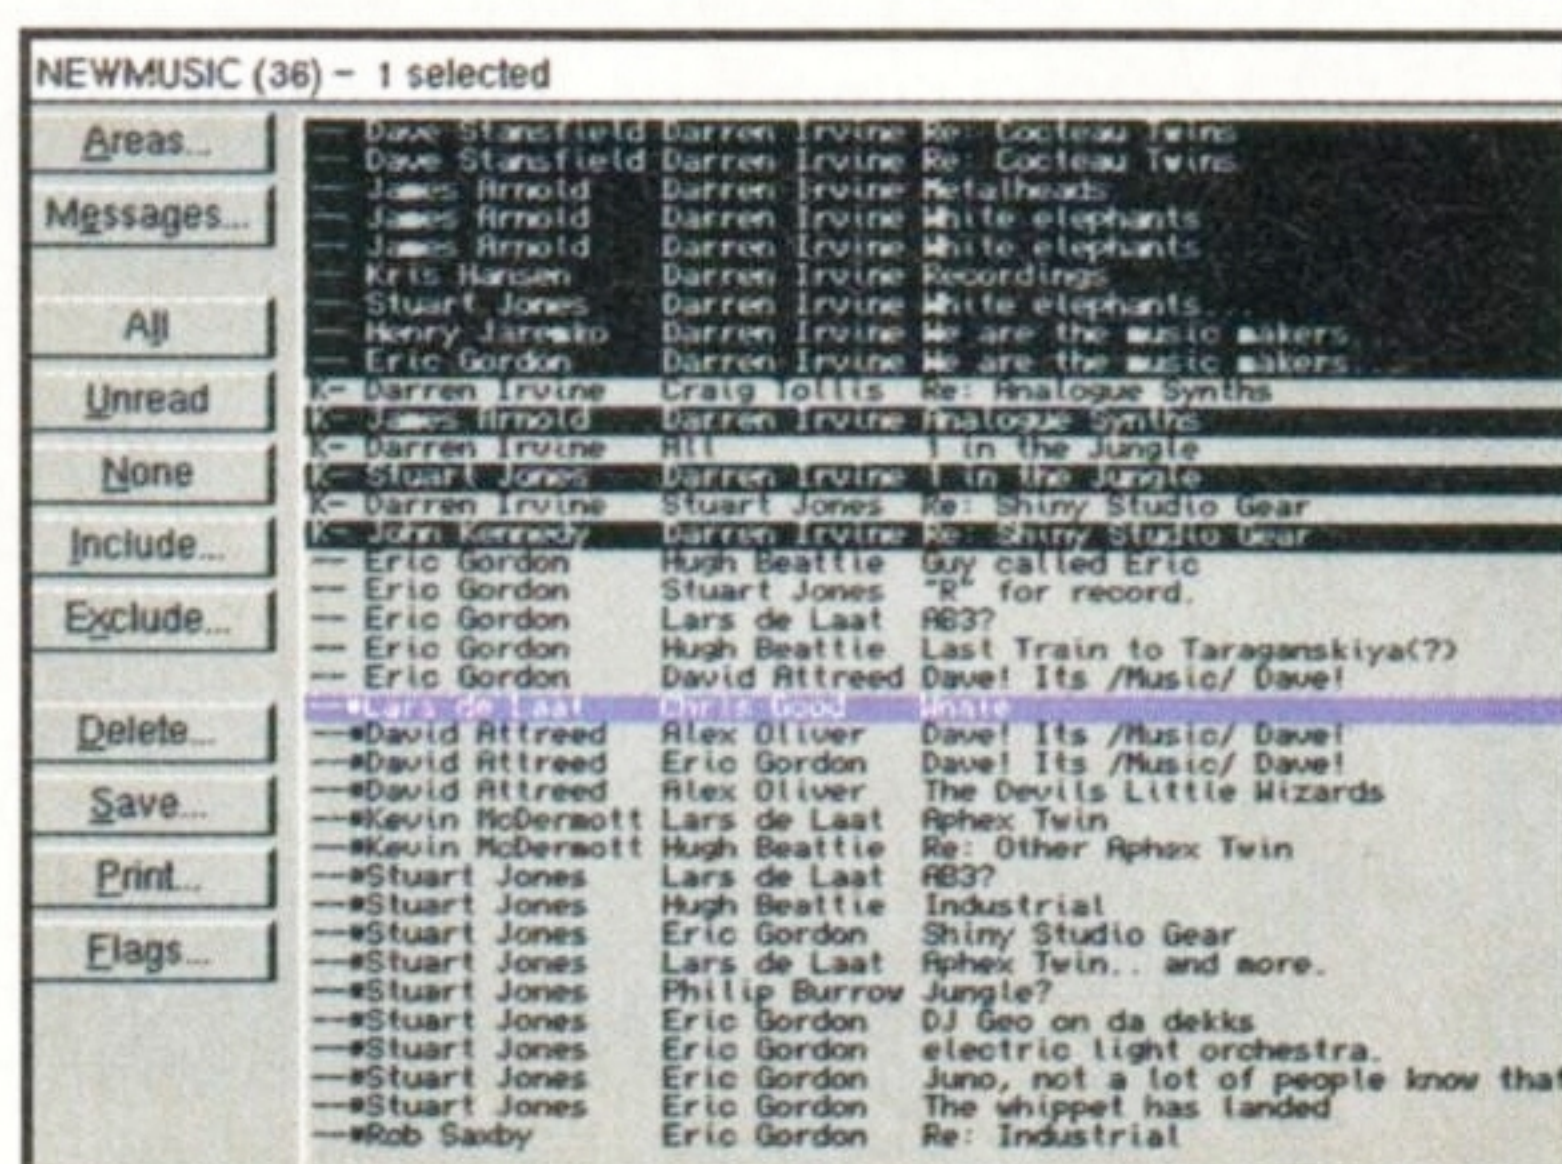 NEWMUSIC (36) - 1 selected
Areas...
Messages...
All
Unread
None
Include...
Exclude...
Delete...
Save...
Print...
Flags...
-- Dave Stansfield Darren Irvine Re: Cocteau Twins
-- Dave Stansfield Darren Irvine Re: Cocteau Twins
-- James Arnold Darren Irvine Metalheads
-- James Arnold Darren Irvine White elephants
-- James Arnold Darren Irvine White elephants
-- Kris Hansen Darren Irvine Recordings
-- Stuart Jones Darren Irvine White elephants...
-- Henry Darren Irvine We are the music makers...
-- Eric Gordon Darren Irvine We are the music makers...
K- Darren Irvine Craig Tollis Re: Analogue Synths
K- James Arnold Darren Irvine Analogue Synths
K- Darren Irvine All 1 in the Jungle
K- Stuart Jones Darren Irvine 1 in the Jungle
K- Darren Irvine Stuart Jones Re: Shiny Studio Gear
K- John Kennedy Darren Irvine Re: Shiny Studio Gear
-- Eric Gordon Hugh Beattie Guy called Eric
-- Eric Gordon Stuart Jones "R" for record.
-- Eric Gordon Lars de Laat AB3?
-- Eric Gordon Hugh Beattie Last Train to Taraganskiya(?)
-- Eric Gordon David Attreed Dave! Its /Music/ Dave!
--*Lars de Laat Chris Good
--*David Attreed Alex Oliver Dave! Its /Music/ Dave!
--*David Attreed Eric Gordon Dave! Its /Music/ Dave!
--*David Attreed Alex Oliver The Devils Little Wizards
--*Kevin McDermott Lars de Laat Aphex Twin
--*Kevin McDermott Hugh Beattie Re: Other Aphex Twin
--*Stuart Jones Lars de Laat AB3?
--*Stuart Jones Hugh Beattie Industrial
--*Stuart Jones Eric Gordon Shiny Studio Gear
--*Stuart Jones Lars de Laat Aphex Twin.. and more.
--*Stuart Jones Philip Burrow Jungle?
--*Stuart Jones Eric Gordon DJ Geo on da dekks
--*Stuart Jones Eric Gordon electric light orchestra.
--*Stuart Jones Eric Gordon Juno, not a lot of people know that
--*Stuart Jones Eric Gordon The whippet has landed
--*Rob Saxby Eric Gordon Re: Industrial